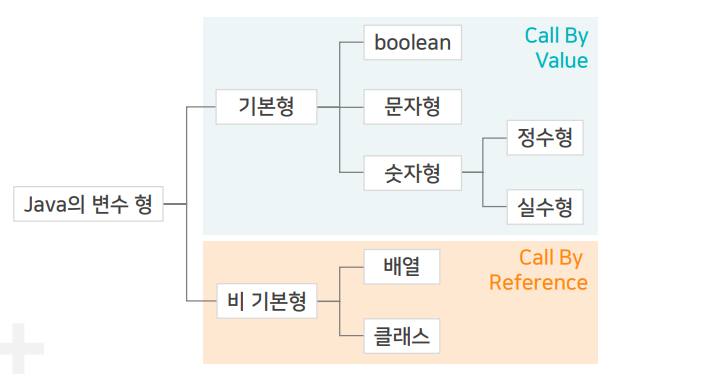 Call By
Value
boolean
기본형
문자형
정수형
숫자형
Java의 변수 형
실수형
Call By
Reference
배열
비 기본형
클래스